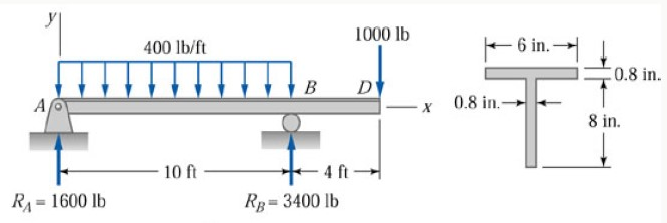 y
400 lb/ft
1000 lb
A
B
D
x
10 ft
4 ft
R_A = 1600 lb
R_B = 3400 lb
6 in.
0.8 in.
0.8 in.
8 in.